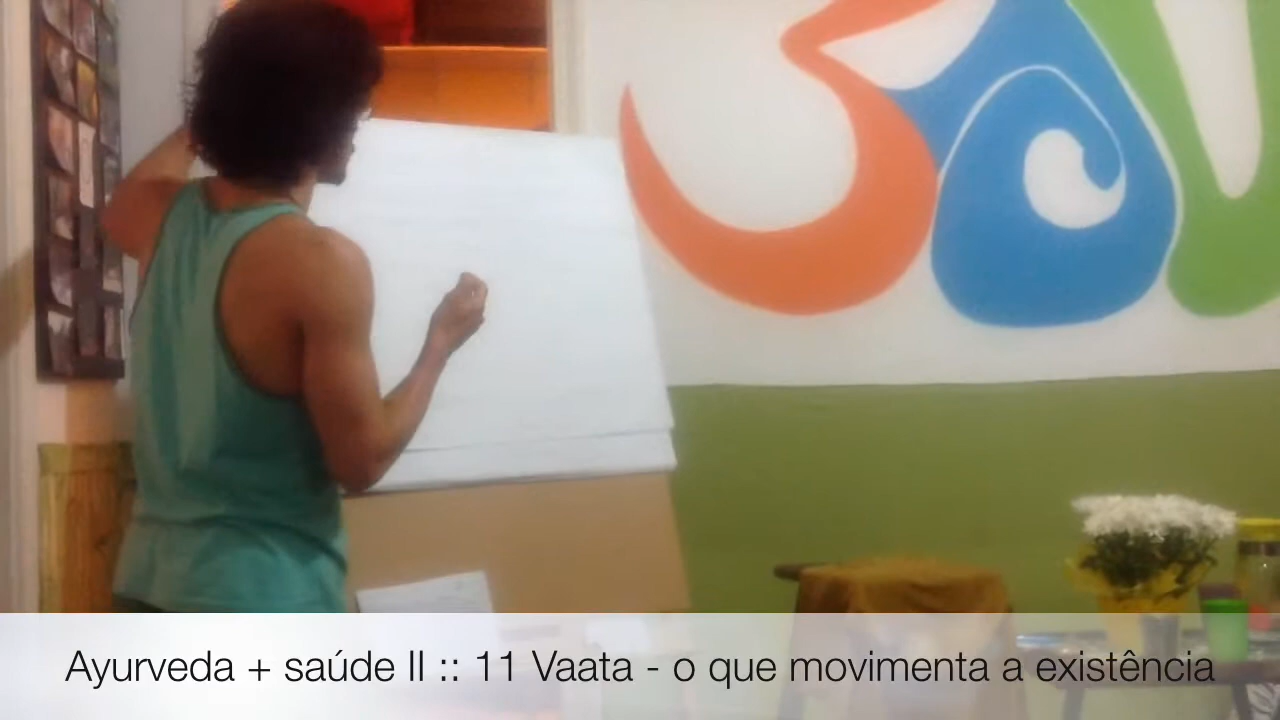 Ayurveda + saúde II :: 11 Vaata - o que movimenta a existência